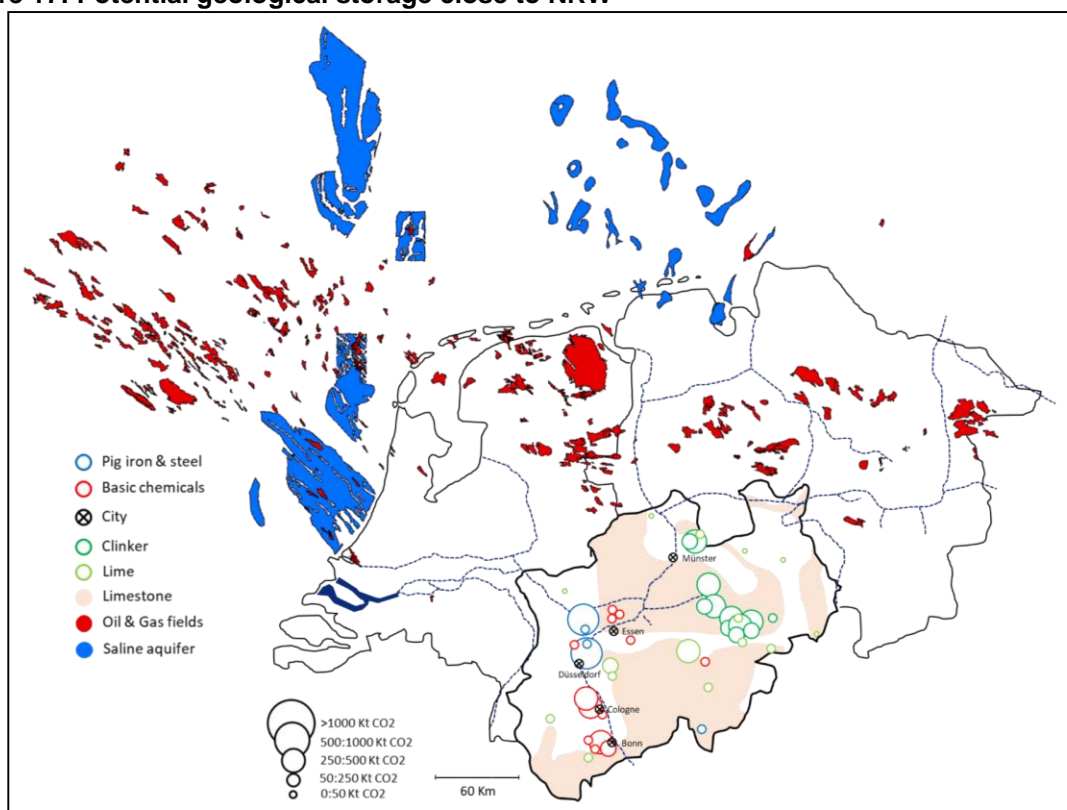 re 17: Potential geological storage close to NRW
Pig iron & steel
Basic chemicals
City
Clinker
Lime
Limestone
Oil & Gas fields
Saline aquifer
Münster
Essen
Düsseldorf
Cologne
Bonn
>1000 Kt CO2
500:1000 Kt CO2
250:500 Kt CO2
50:250 Kt CO2
0:50 Kt CO2
60 Km